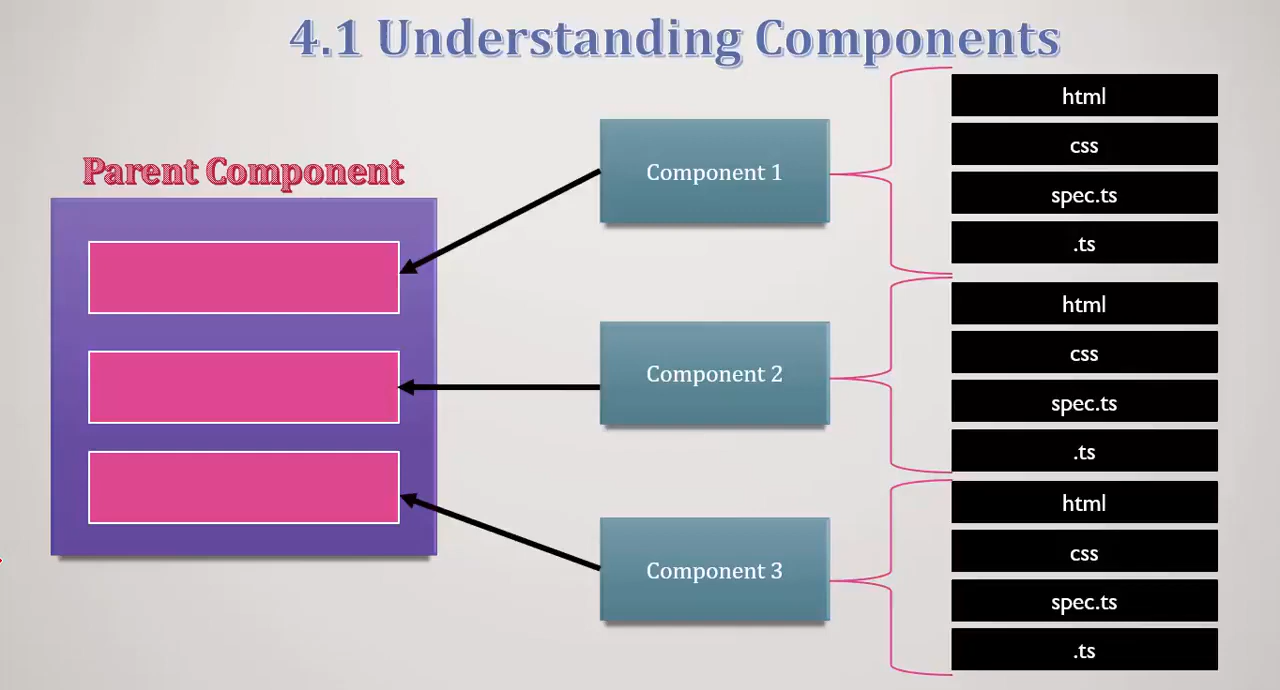 4.1 Understanding Components
Parent Component
Component 1
html
css
spec.ts
.ts
Component 2
html
css
spec.ts
.ts
Component 3
html
css
spec.ts
.ts